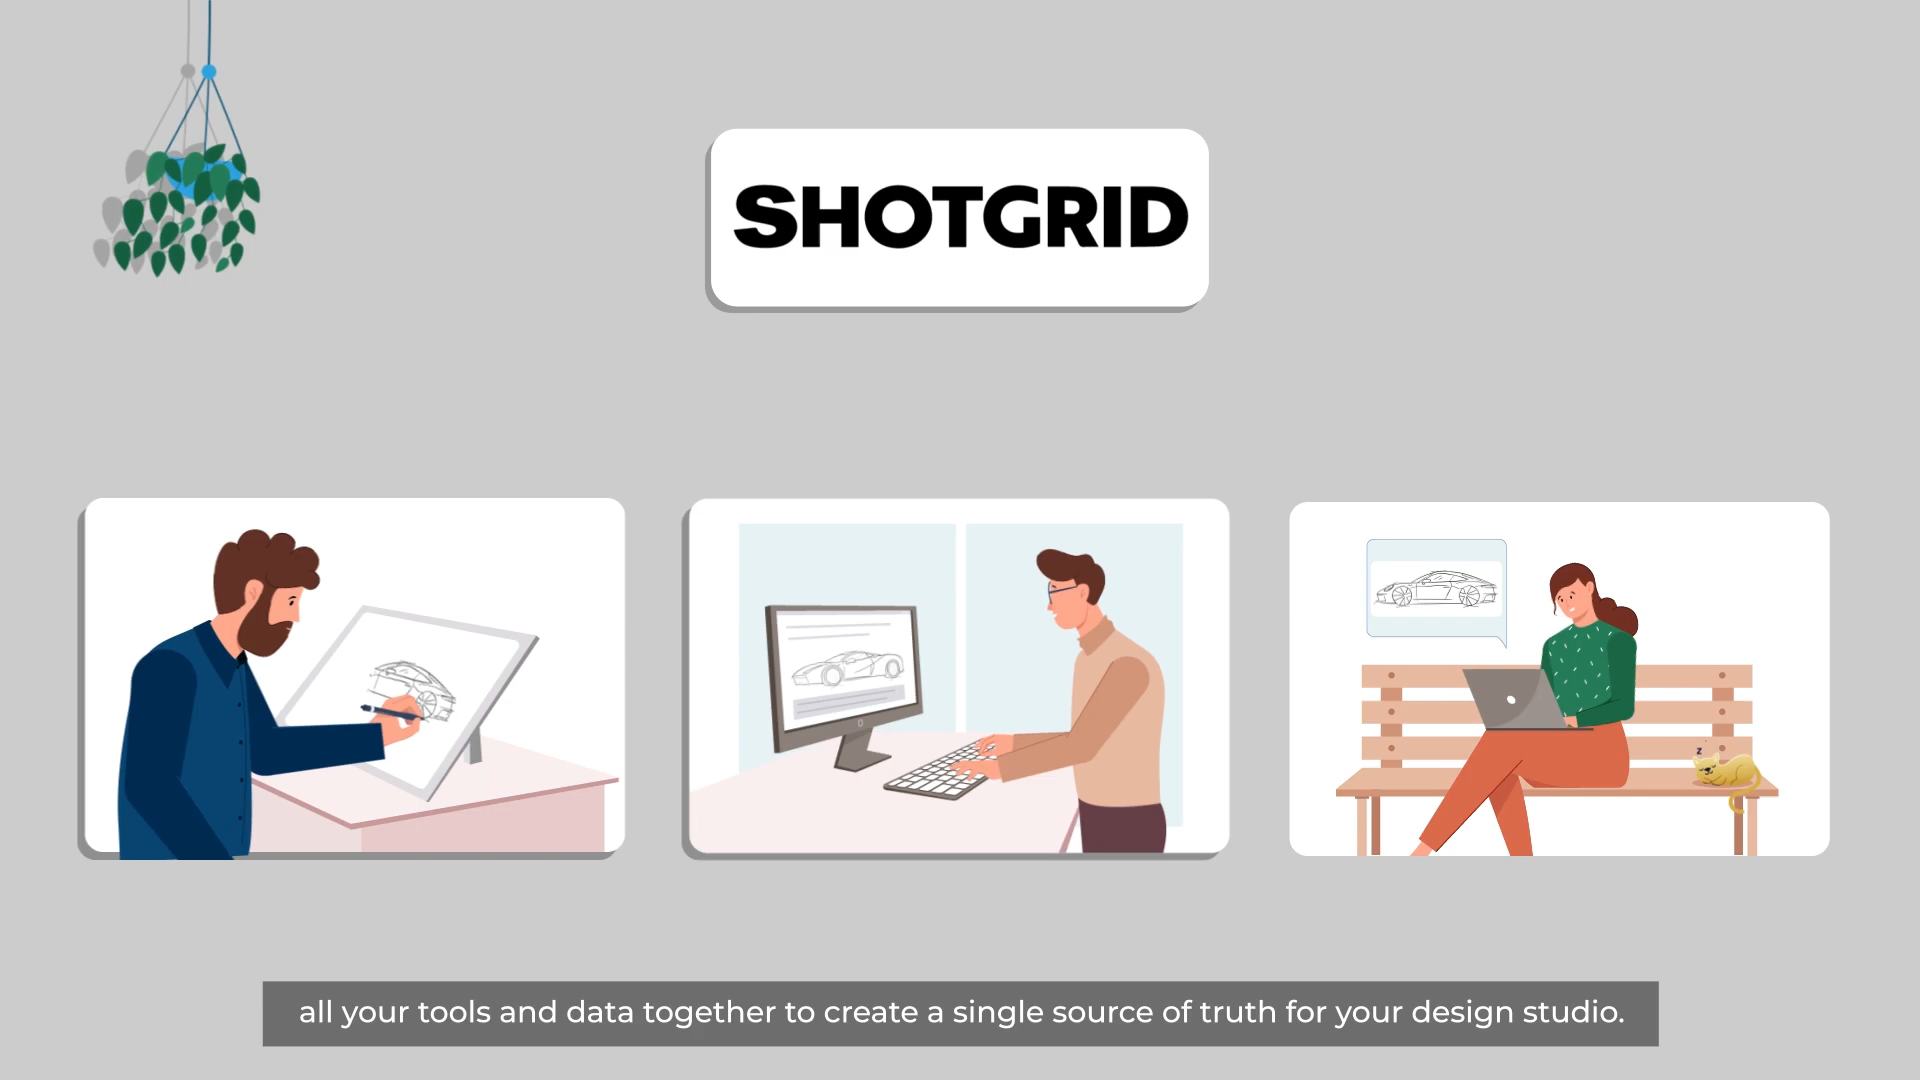 SHOTGRID
z
all your tools and data together to create a single source of truth for your design studio.